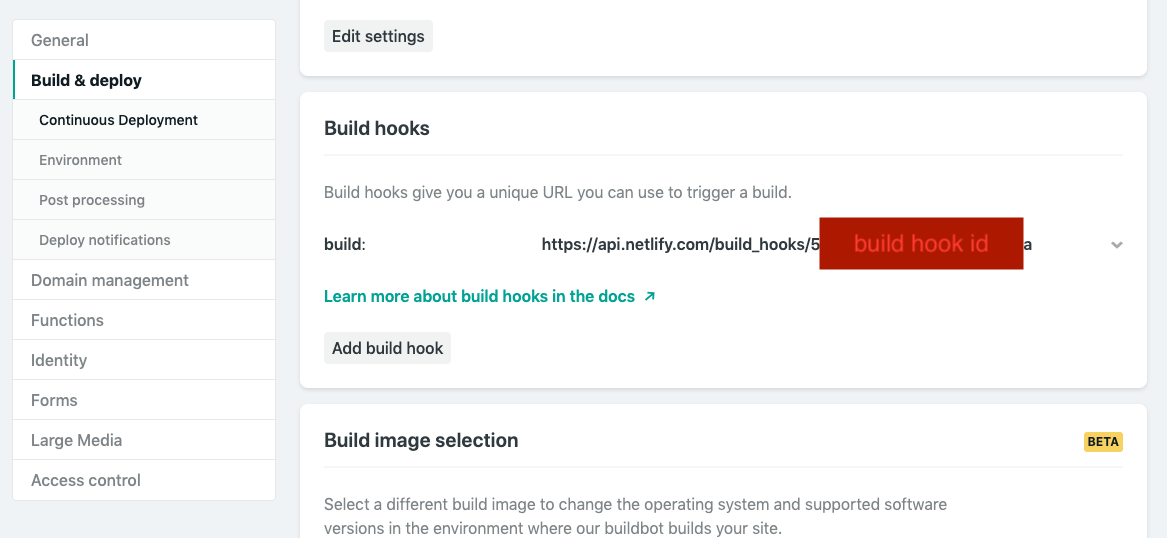 General
Build & deploy
Continuous Deployment
Environment
Post processing
Deploy notifications
Domain management
Functions
Identity
Forms
Large Media
Access control
Edit settings
Build hooks
Build hooks give you a unique URL you can use to trigger a build.
build: https://api.netlify.com/build_hooks/5 build hook id a
Learn more about build hooks in the docs ↗
Add build hook
Build image selection BETA
Select a different build image to change the operating system and supported software
versions in the environment where our buildbot builds your site.